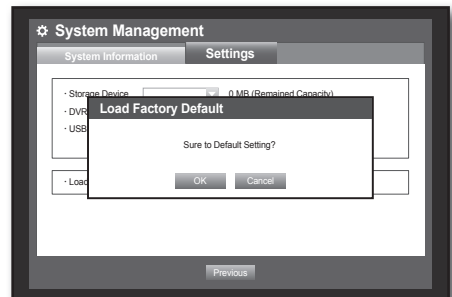 System Management
System Information Settings
· Storage Device 0 MB (Remained Capacity)
· DVR
· USB
Load Factory Default
Sure to Default Setting?
· Load
OK Cancel
Previous